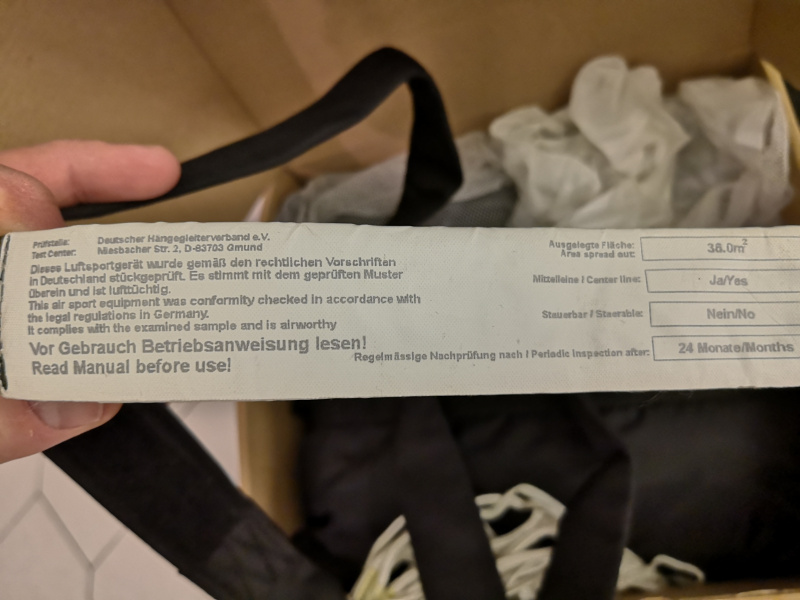 Prüfstelle: Deutscher Hängegleiterverband e.V.
Test Center: Miesbacher Str. 2, D-83703 Gmund
Dieses Luftsportgerät wurde gemäß den rechtlichen Vorschriften
in Deutschland stückgeprüft. Es stimmt mit dem geprüften Muster
überein und ist lufttüchtig.
This air sport equipment was conformity checked in accordance with
the legal regulations in Germany.
It complies with the examined sample and is airworthy
Vor Gebrauch Betriebsanweisung lesen!
Read Manual before use!
Ausgelegte Fläche: 38.0m²
Area spread out:
Mittelleine / Center line: Ja/Yes
Steuerbar / Steerable: Nein/No
Regelmässige Nachprüfung nach / Periodic inspection after: 24 Monate/Months